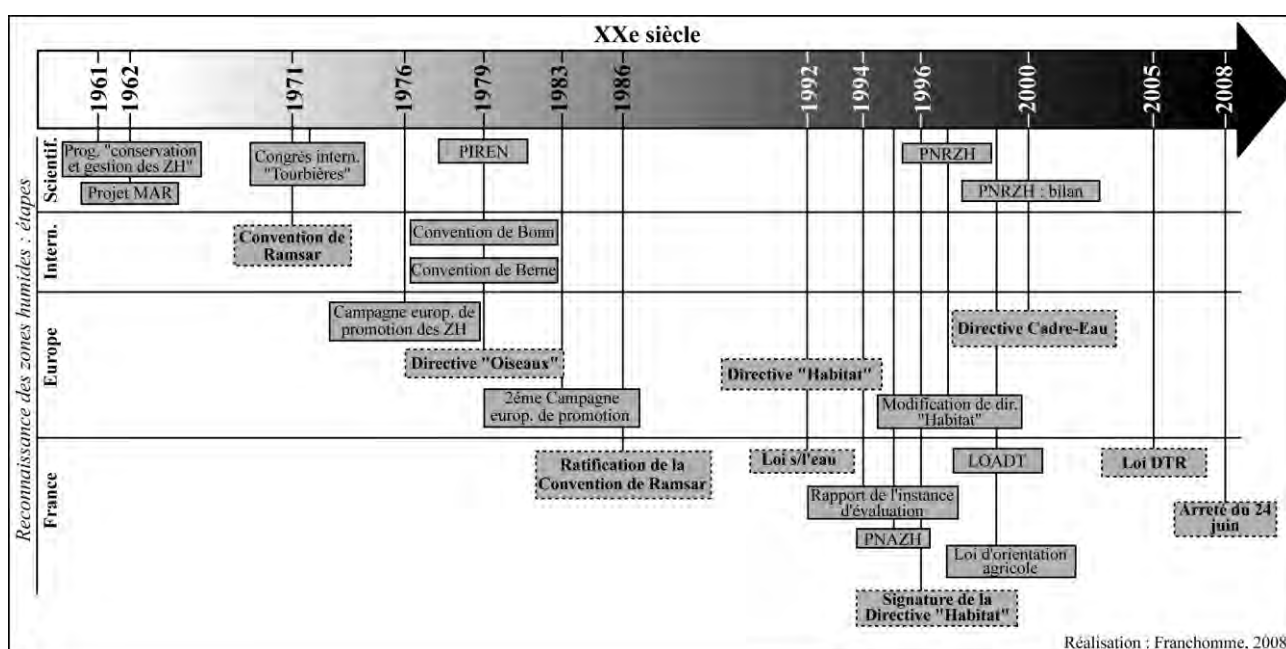 XXe siècle
1961
1962
1971
1976
1979
1983
1986
1992
1994
1996
2000
2005
2008
Reconnaissance des zones humides : étapes
Scientif.
Prog. "conservation
et gestion des ZH"
Projet MAR
Congrès intern.
"Tourbières"
PIREN
PNRZH
PNRZH : bilan
Intern.
Convention de
Ramsar
Convention de Bonn
Convention de Berne
Europe
Campagne europ. de
promotion des ZH
Directive "Oiseaux"
2éme Campagne
europ. de promotion
Directive "Habitat"
Modification de dir.
"Habitat"
Directive Cadre-Eau
France
Ratification de la
Convention de Ramsar
Loi s/l'eau
Rapport de l'instance
d'évaluation
PNAZH
Signature de la
Directive "Habitat"
LOADT
Loi d'orientation
agricole
Loi DTR
Arreté du 24
juin
Réalisation : Franchomme, 2008